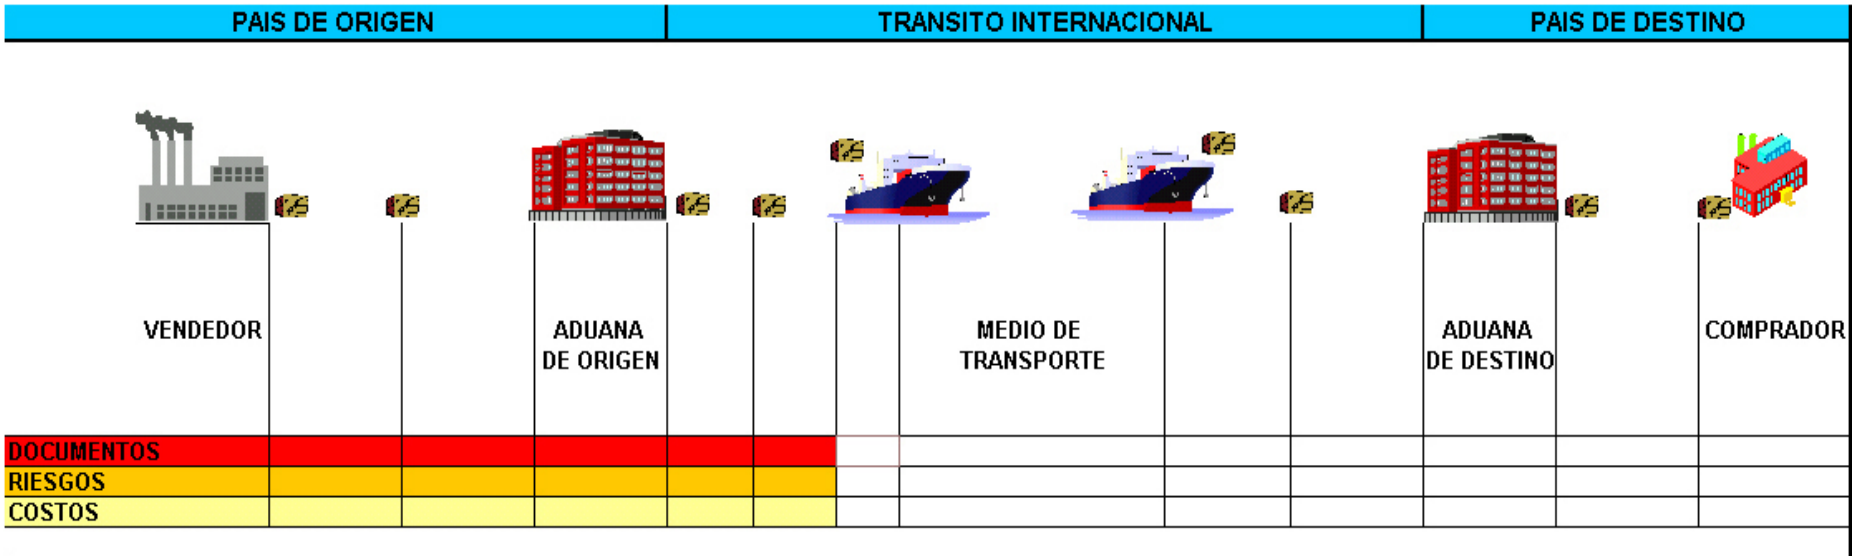 PAIS DE ORIGEN
TRANSITO INTERNACIONAL
PAIS DE DESTINO
VENDEDOR
ADUANA
DE ORIGEN
MEDIO DE
TRANSPORTE
ADUANA
DE DESTINO
COMPRADOR
DOCUMENTOS
RIESGOS
COSTOS